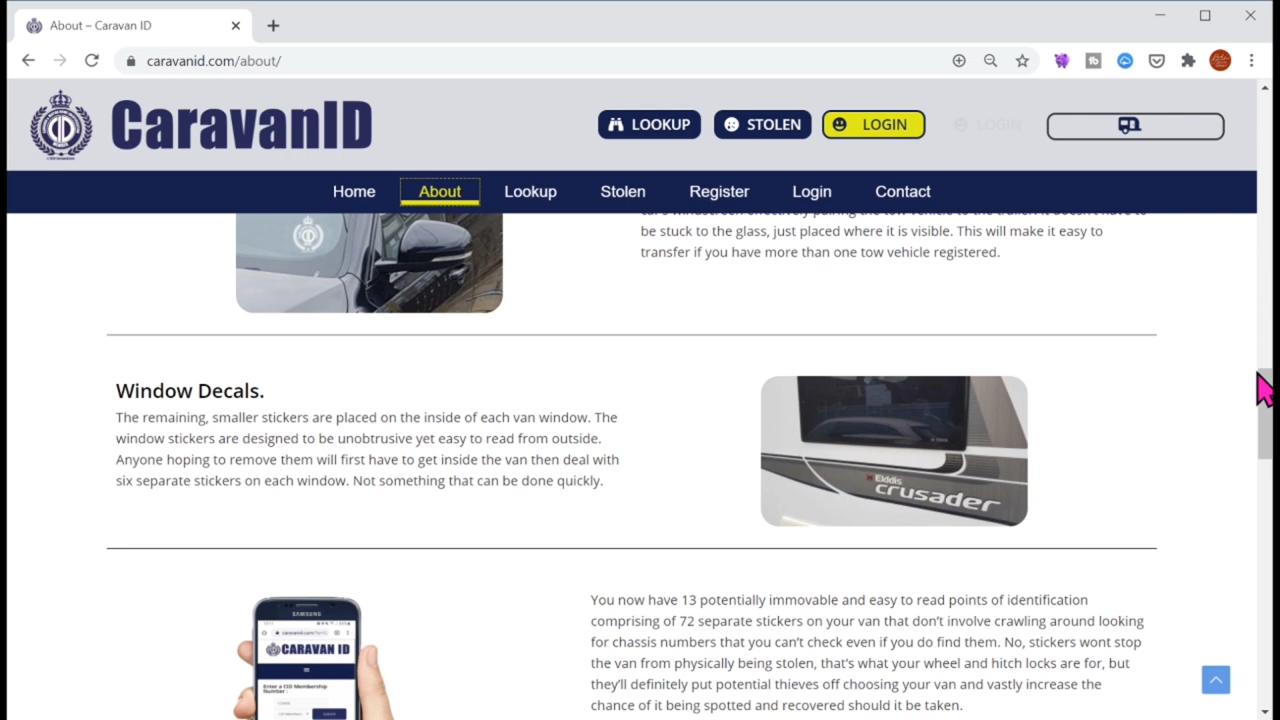 About – Caravan ID
caravanid.com/about/
CaravanID
LOOKUP
STOLEN
LOGIN
LOGIN
Home
About
Lookup
Stolen
Register
Login
Contact
car's windscreen effectively pairing the tow vehicle to the trailer. It doesn't have to
be stuck to the glass, just placed where it is visible. This will make it easy to
transfer if you have more than one tow vehicle registered.
Window Decals.
The remaining, smaller stickers are placed on the inside of each van window. The
window stickers are designed to be unobtrusive yet easy to read from outside.
Anyone hoping to remove them will first have to get inside the van then deal with
six separate stickers on each window. Not something that can be done quickly.
Elddis
crusader
SAMSUNG
CARAVAN ID
Enter a CID Membership
Number :
You now have 13 potentially immovable and easy to read points of identification
comprising of 72 separate stickers on your van that don't involve crawling around looking
for chassis numbers that you can't check even if you do find them. No, stickers wont stop
the van from physically being stolen, that's what your wheel and hitch locks are for, but
they'll definitely put potential thieves off choosing your van and vastly increase the
chance of it being spotted and recovered should it be taken.